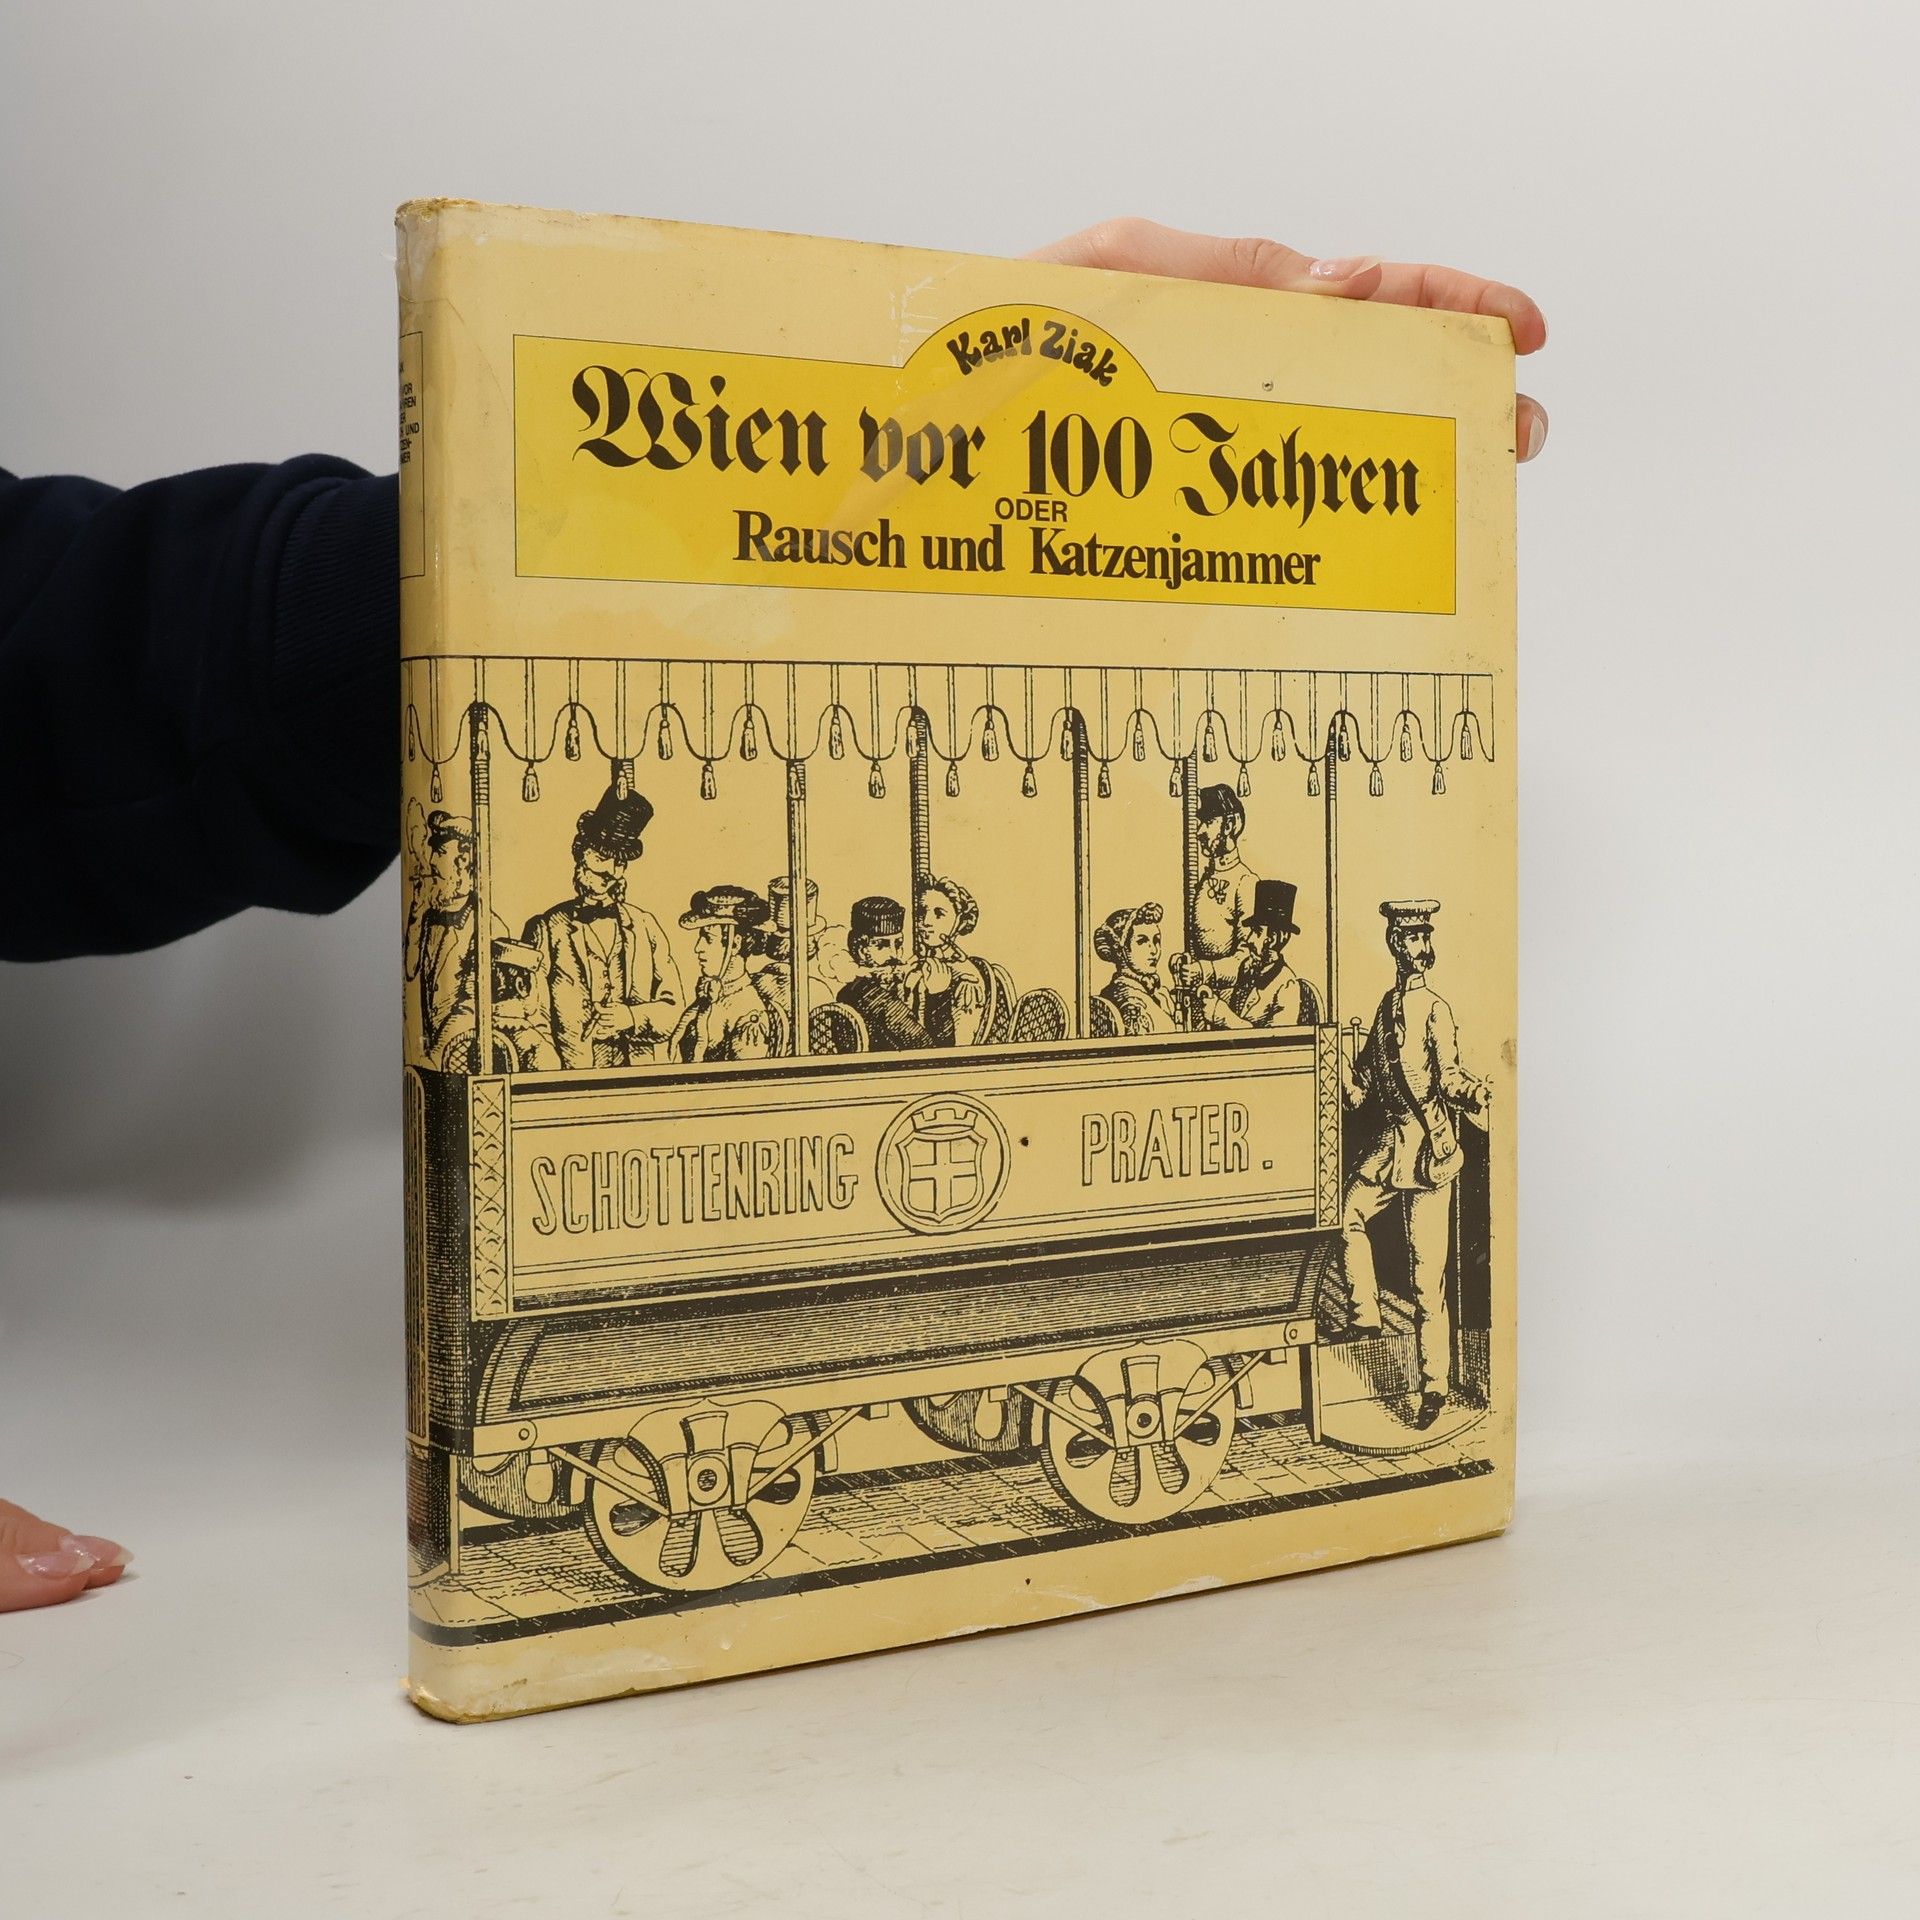 Karl Ziak
Wien vor 100 Jahren
ODER
Rausch und Katzenjammer
SCHOTTENRING PRATER.